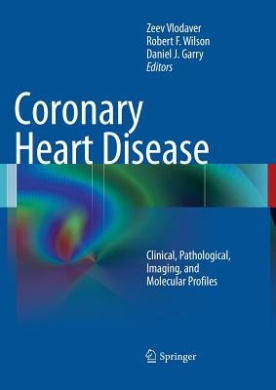 Zeev Vlodaver
Robert F. Wilson
Daniel J. Garry
Editors
Coronary
Heart Disease
Clinical, Pathological,
Imaging, and
Molecular Profiles
Springer